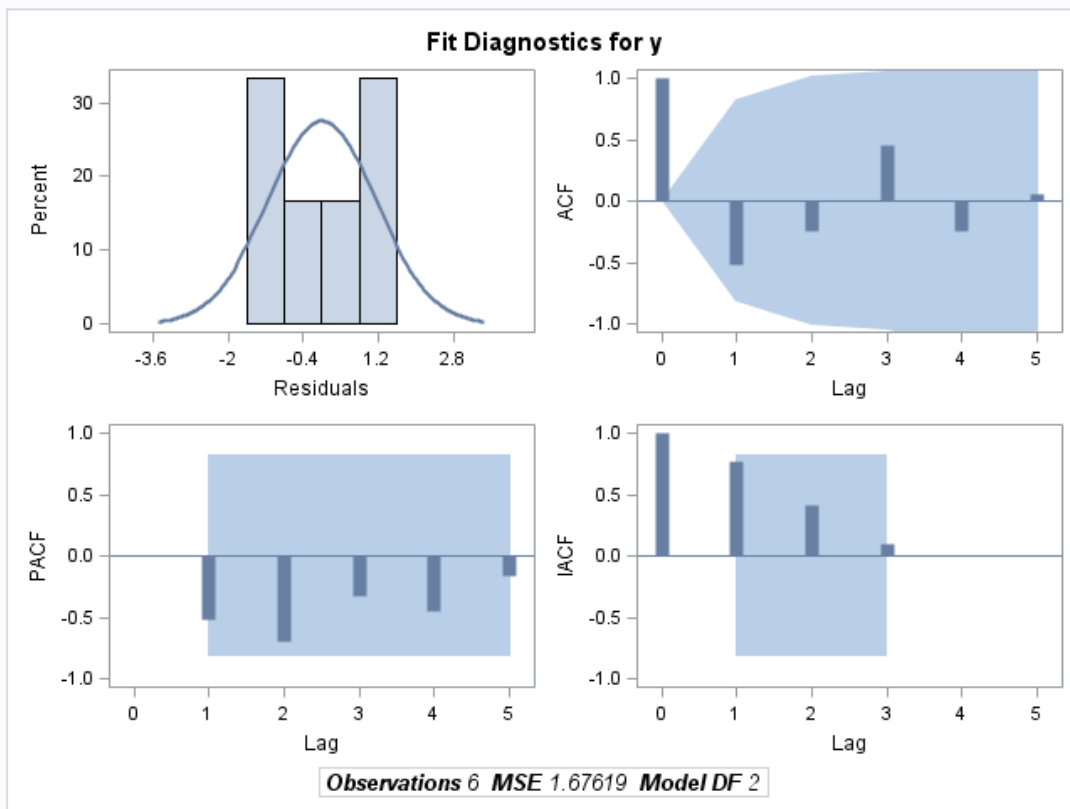 Fit Diagnostics for y
Percent
30
20
10
0
-3.6 -2 -0.4 1.2 2.8
Residuals
ACF
1.0
0.5
0.0
-0.5
-1.0
0 1 2 3 4 5
Lag
PACF
1.0
0.5
0.0
-0.5
-1.0
0 1 2 3 4 5
Lag
IACF
1.0
0.5
0.0
-0.5
-1.0
0 1 2 3 4 5
Lag
Observations 6 MSE 1.67619 Model DF 2